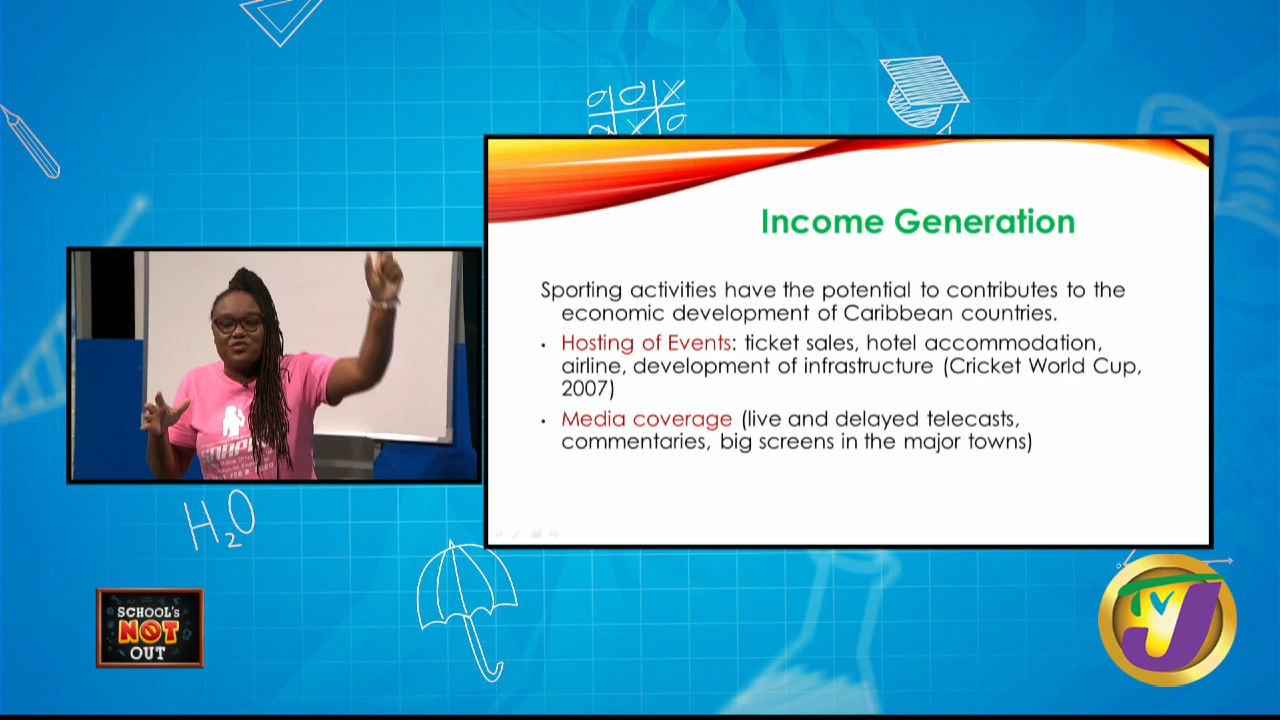 Income Generation
Sporting activities have the potential to contributes to the
economic development of Caribbean countries.
• Hosting of Events: ticket sales, hotel accommodation,
airline, development of infrastructure (Cricket World Cup,
2007)
• Media coverage (live and delayed telecasts,
commentaries, big screens in the major towns)
H₂O
SCHOOL's
NOT
OUT
TVJ